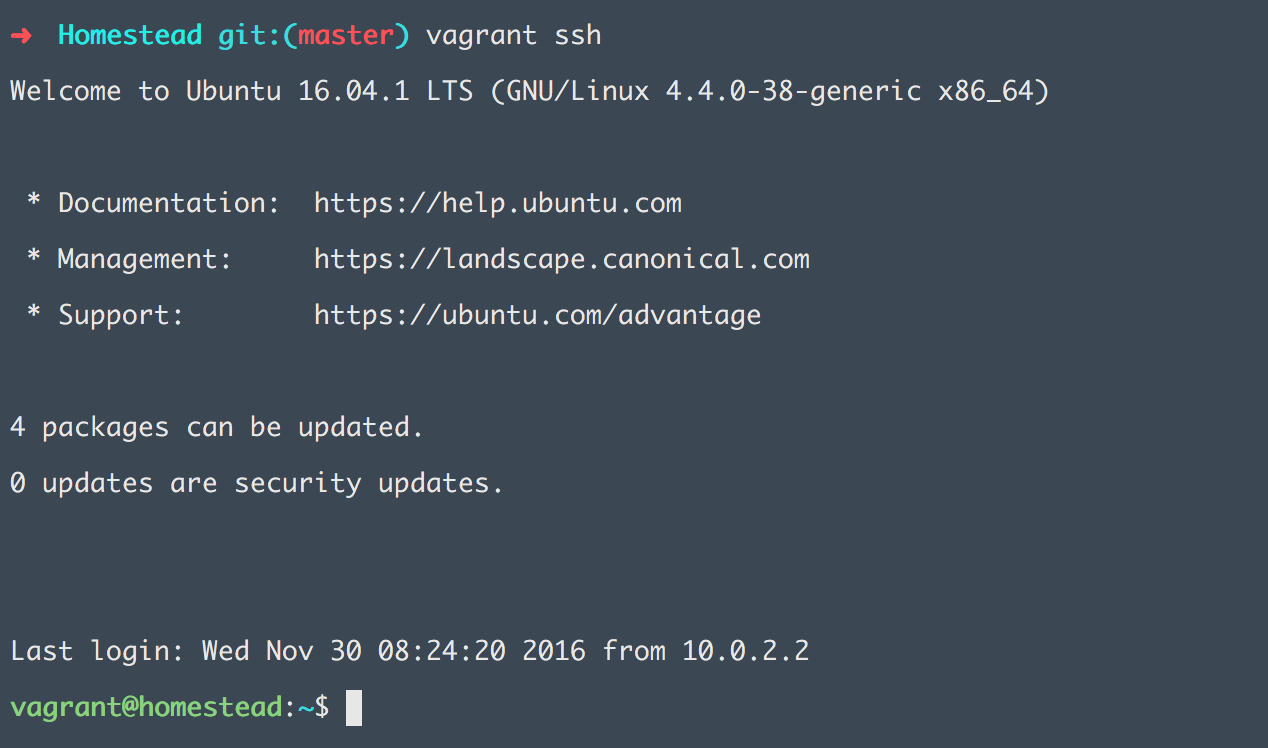 ➜  Homestead git:(master) vagrant ssh
Welcome to Ubuntu 16.04.1 LTS (GNU/Linux 4.4.0-38-generic x86_64)
 * Documentation:  https://help.ubuntu.com
 * Management:     https://landscape.canonical.com
 * Support:        https://ubuntu.com/advantage
4 packages can be updated.
0 updates are security updates.
Last login: Wed Nov 30 08:24:20 2016 from 10.0.2.2
vagrant@homestead:~$